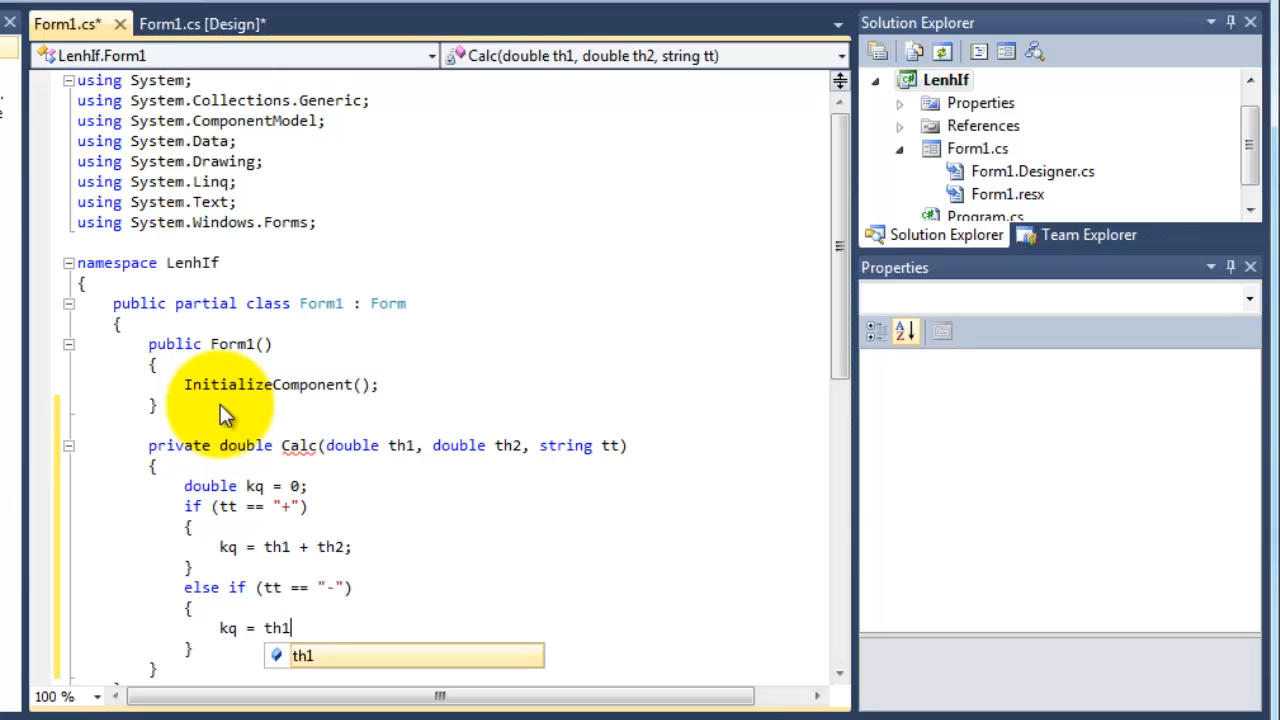 Form1.cs*
Form1.cs [Design]*
LenhIf.Form1
Calc(double th1, double th2, string tt)
using System;
using System.Collections.Generic;
using System.ComponentModel;
using System.Data;
using System.Drawing;
using System.Linq;
using System.Text;
using System.Windows.Forms;
namespace LenhIf
{
public partial class Form1 : Form
{
public Form1()
{
InitializeComponent();
}
private double Calc(double th1, double th2, string tt)
{
double kq = 0;
if (tt == "+")
{
kq = th1 + th2;
}
else if (tt == "-")
{
kq = th1
}
th1
}
100 %
Solution Explorer
LenhIf
Properties
References
Form1.cs
Form1.Designer.cs
Form1.resx
Program.cs
Solution Explorer
Team Explorer
Properties